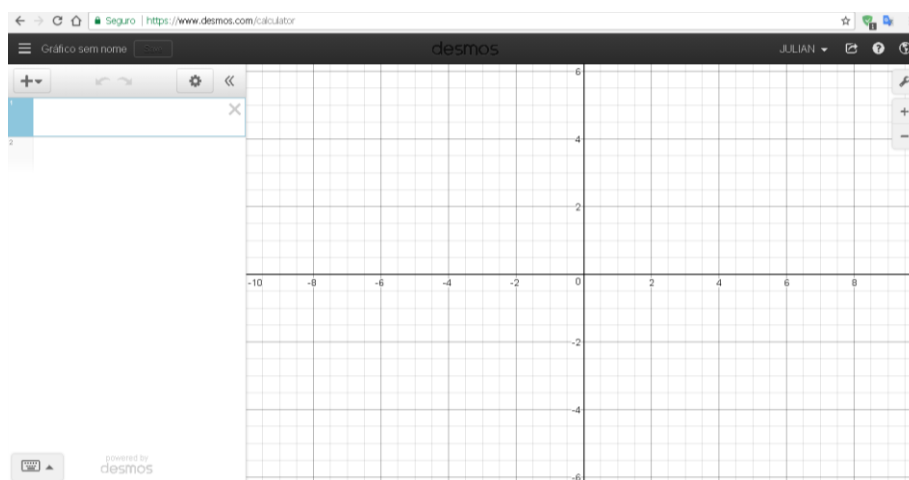 Seguro | https://www.desmos.com/calculator
Gráfico sem nome
desmos
JULIAN
1
2
6
4
2
-10 -8 -6 -4 -2 0 2 4 6 8
-2
-4
-6
powered by
desmos